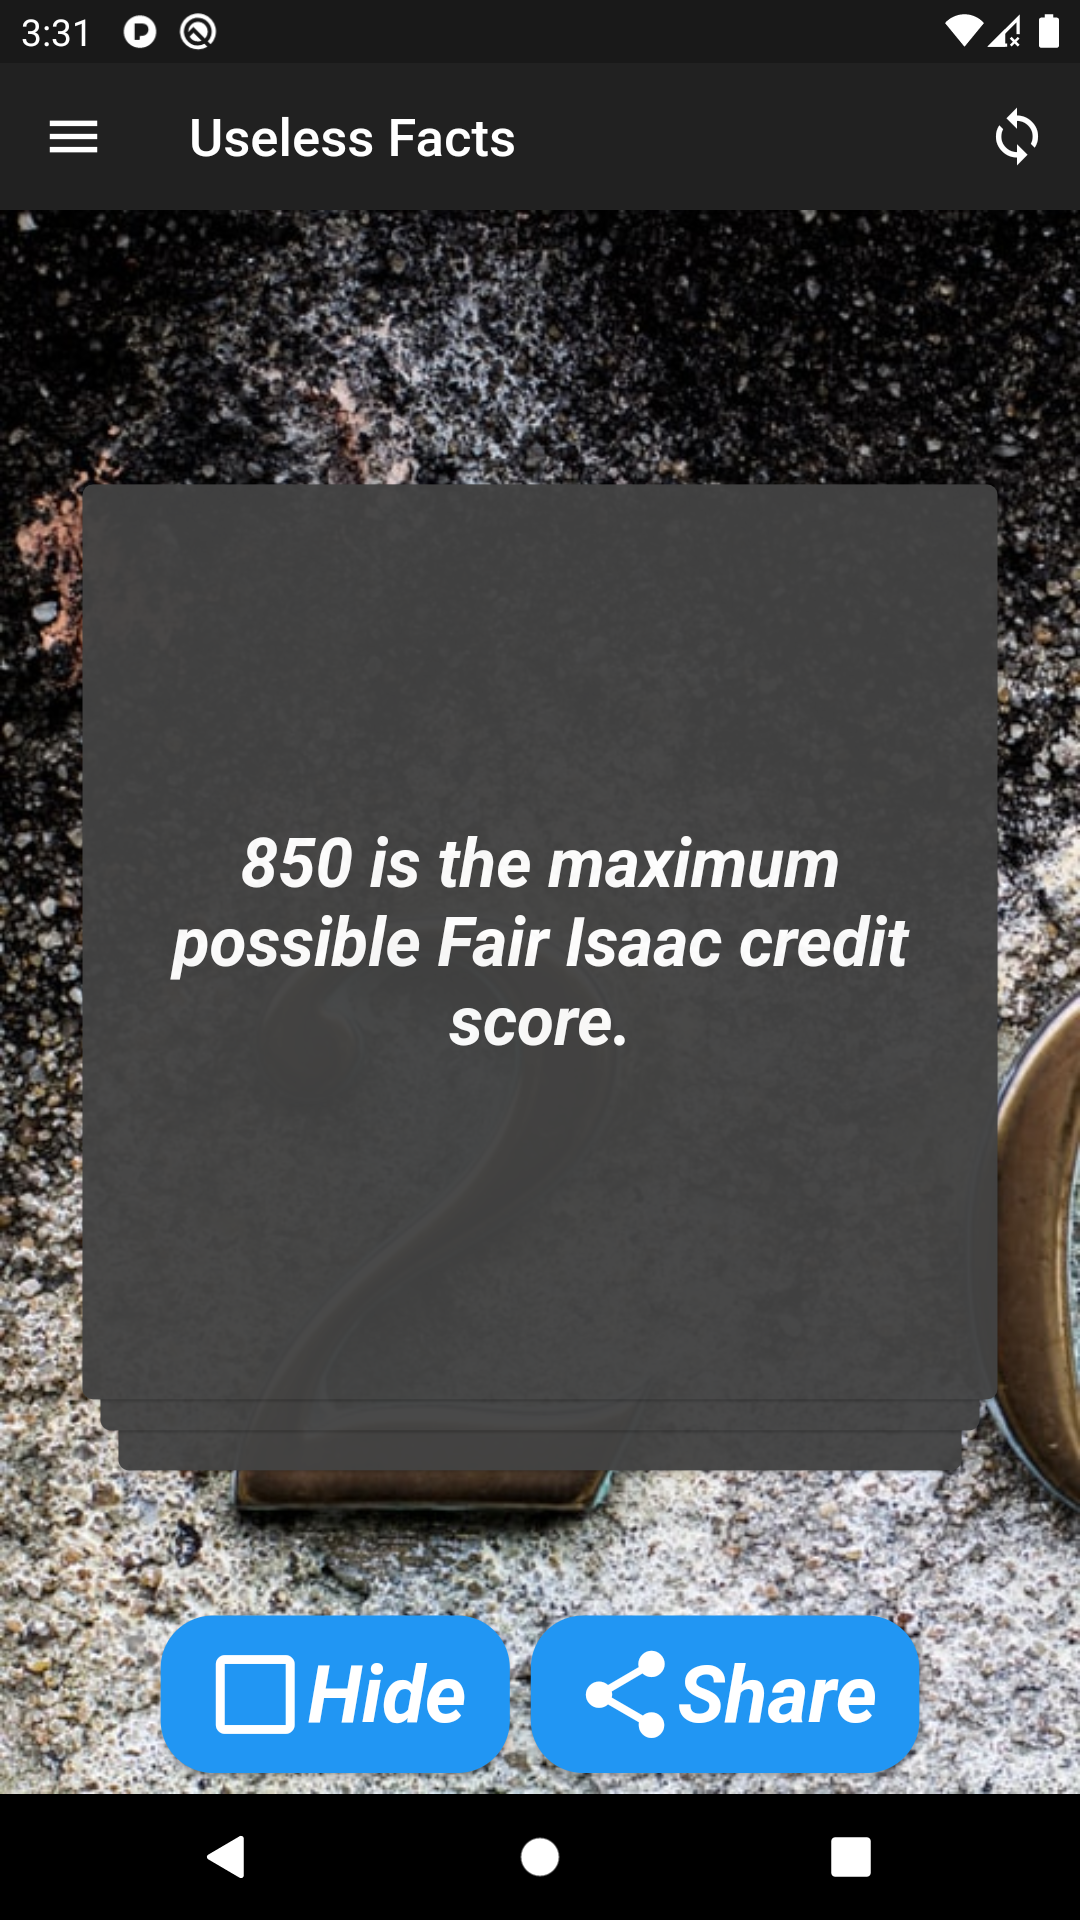 3:31
Useless Facts
850 is the maximum
possible Fair Isaac credit
score.
Hide
Share